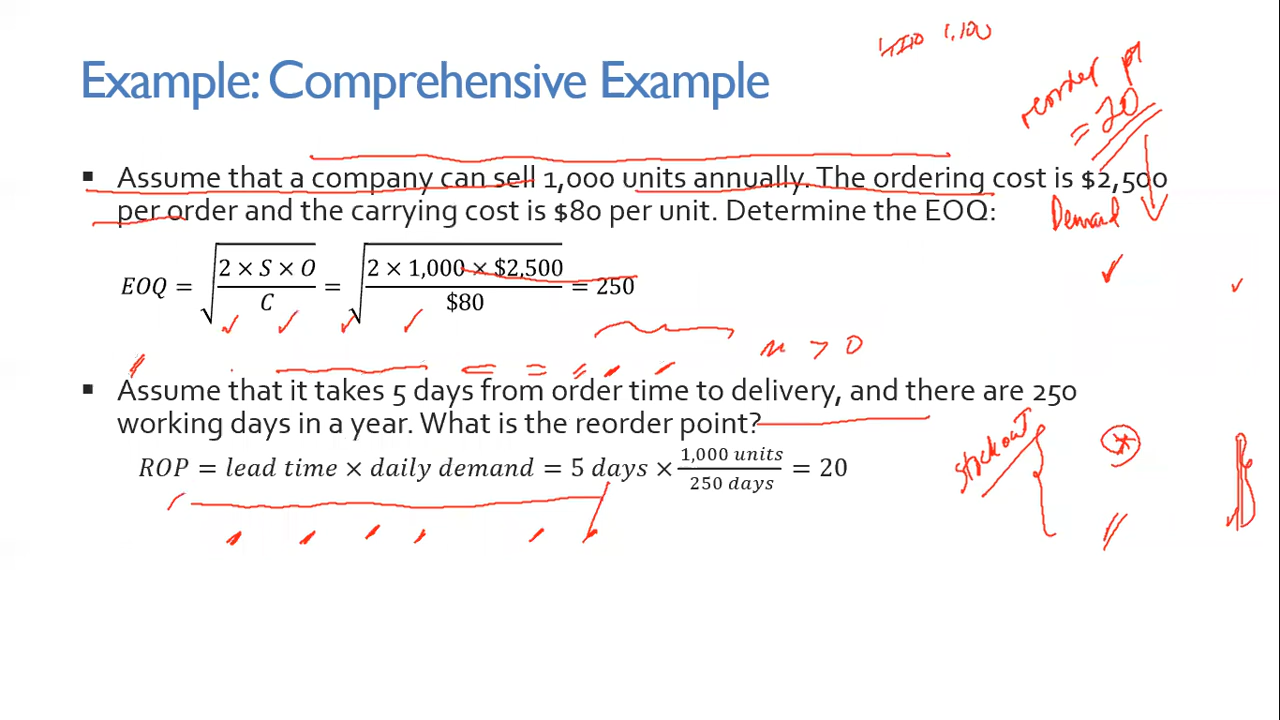 1,100
Example: Comprehensive Example
reorder pt
= 20
▪ Assume that a company can sell 1,000 units annually. The ordering cost is $2,500
per order and the carrying cost is $80 per unit. Determine the EOQ:
Demand
EOQ = √(2 × S × O / C) = √(2 × 1,000 × $2,500 / $80) = 250
n > 0
▪ Assume that it takes 5 days from order time to delivery, and there are 250
working days in a year. What is the reorder point?
stockout
ROP = lead time × daily demand = 5 days × 1,000 units / 250 days = 20